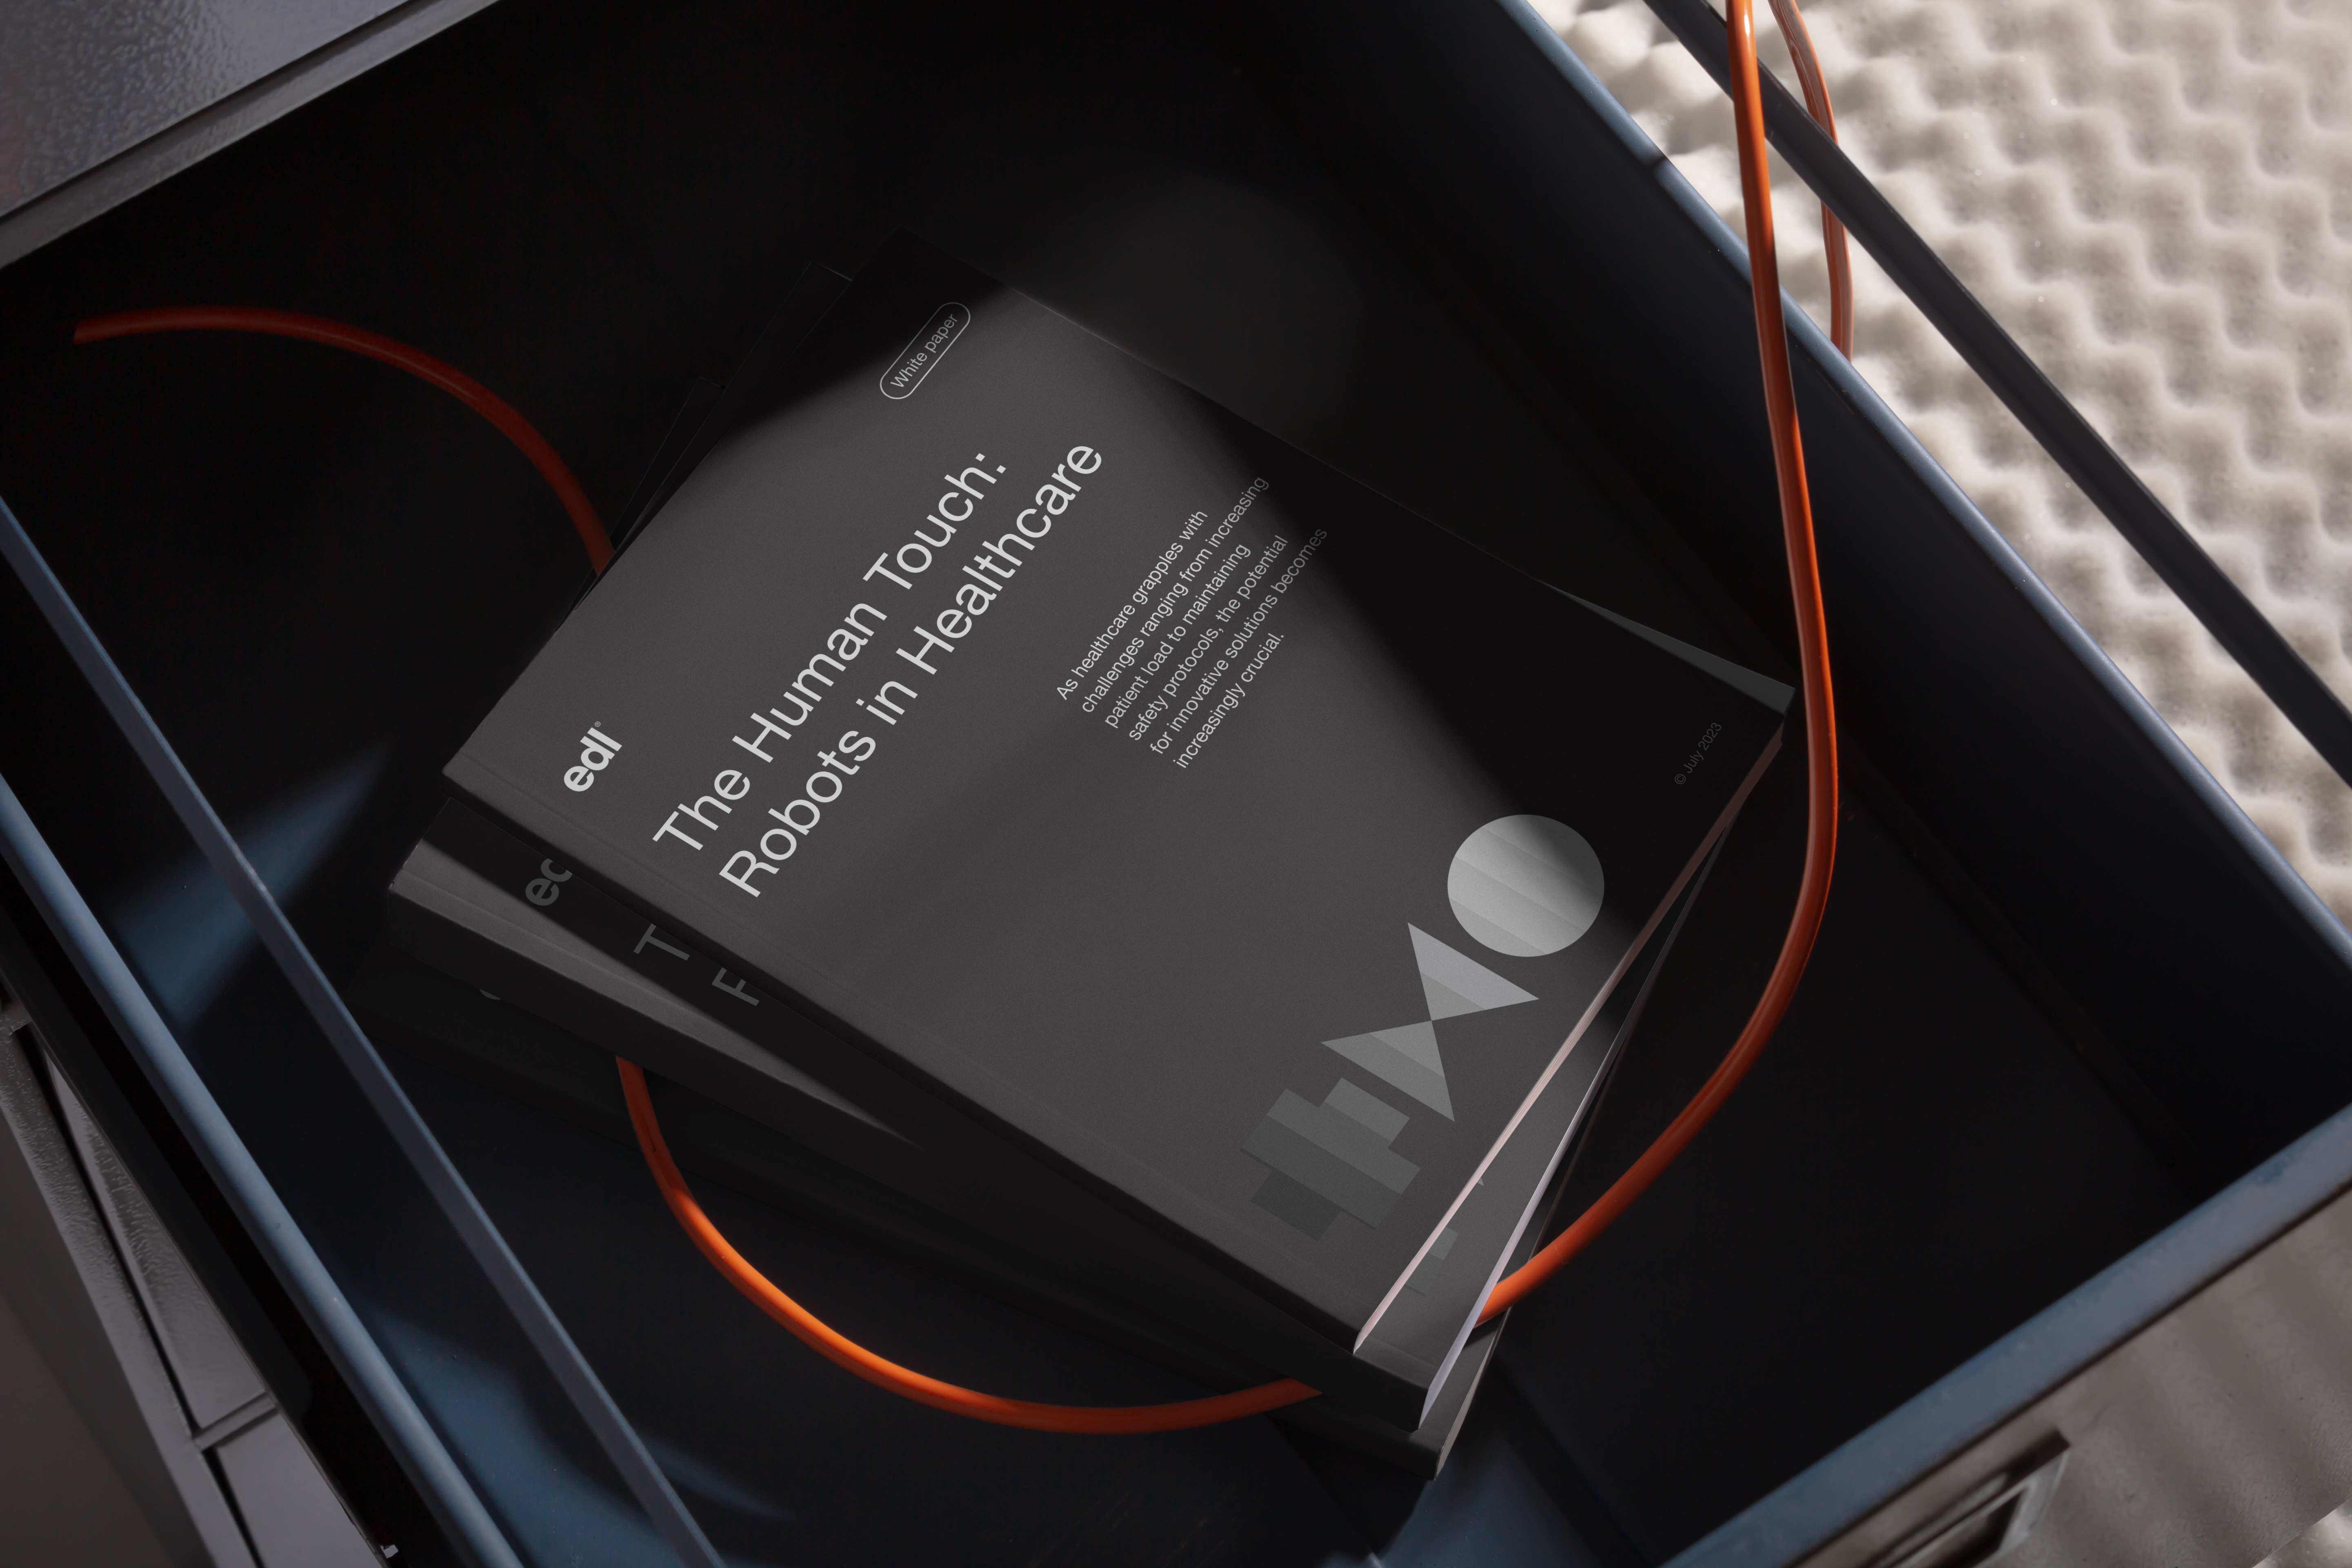 White paper
edl®
The Human Touch:
Robots in Healthcare
As healthcare grapples with
challenges ranging from increasing
patient load to maintaining
safety protocols, the potential
for innovative solutions becomes
increasingly crucial.
© July 2023
ed
T